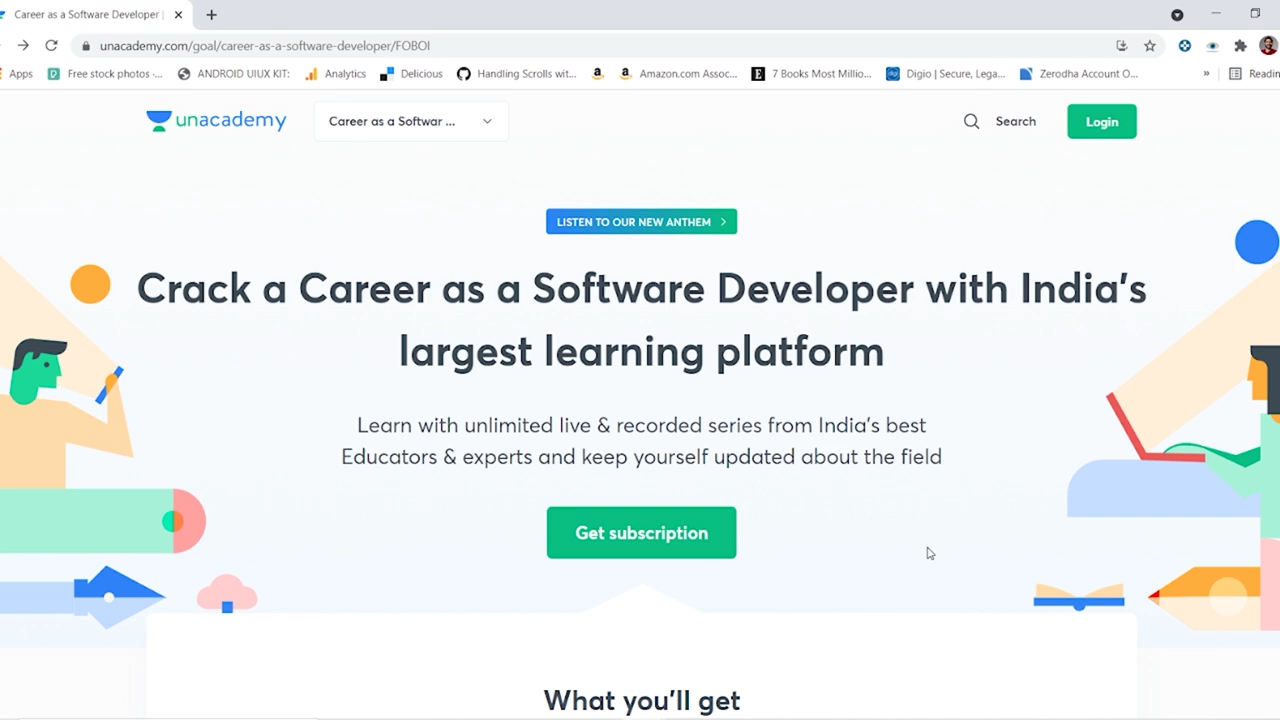 Career as a Software Developer |
unacademy.com/goal/career-as-a-software-developer/FOBOI
Apps
Free stock photos -...
ANDROID UIUX KIT:
Analytics
Delicious
Handling Scrolls wit...
Amazon.com Assoc...
7 Books Most Millio...
Digio | Secure, Lega...
Zerodha Account O...
»
Readin
unacademy
Career as a Softwar ...
Search
Login
LISTEN TO OUR NEW ANTHEM
Crack a Career as a Software Developer with India's
largest learning platform
Learn with unlimited live & recorded series from India's best
Educators & experts and keep yourself updated about the field
Get subscription
What you'll get